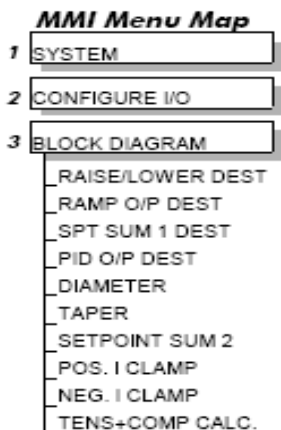 MMI Menu Map
1 SYSTEM
2 CONFIGURE I/O
3 BLOCK DIAGRAM
RAISE/LOWER DEST
RAMP O/P DEST
SPT SUM 1 DEST
PID O/P DEST
DIAMETER
TAPER
SETPOINT SUM 2
POS. I CLAMP
NEG. I CLAMP
TENS+COMP CALC.